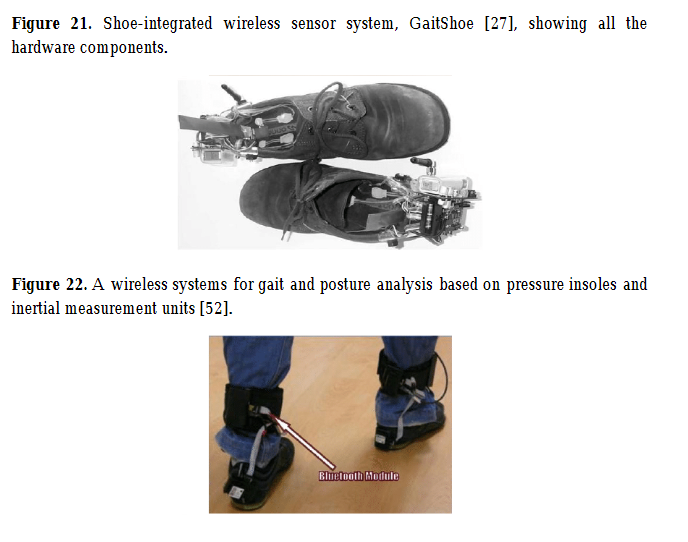 Figure 21. Shoe-integrated wireless sensor system, GaitShoe [27], showing all the
hardware components.
Figure 22. A wireless systems for gait and posture analysis based on pressure insoles and
inertial measurement units [52].
Bluetooth Module